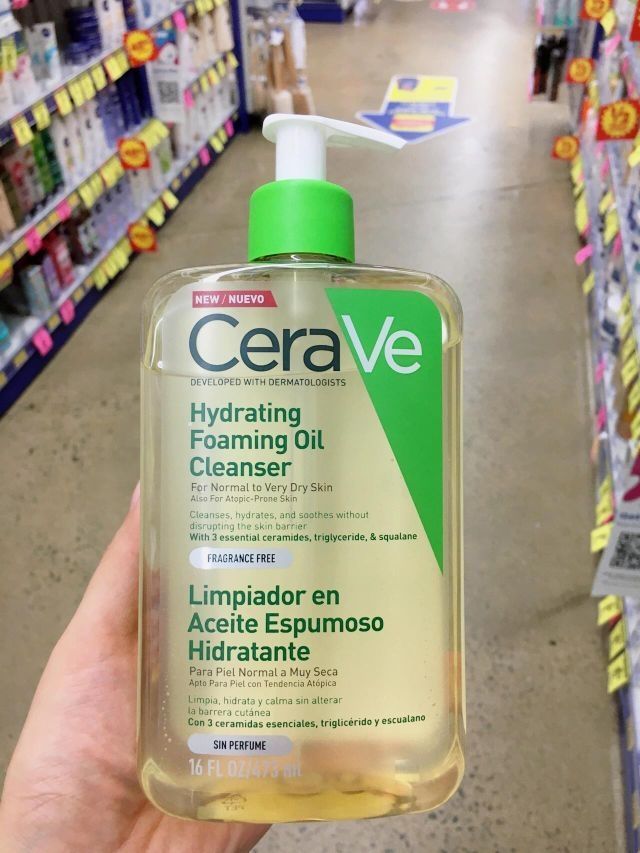 NEW / NUEVO
CeraVe
DEVELOPED WITH DERMATOLOGISTS
Hydrating
Foaming Oil
Cleanser
For Normal to Very Dry Skin
Also For Atopic-Prone Skin
Cleanses, hydrates, and soothes without
disrupting the skin barrier
With 3 essential ceramides, triglyceride, & squalane
FRAGRANCE FREE
Limpiador en
Aceite Espumoso
Hidratante
Para Piel Normal a Muy Seca
Apto Para Piel con Tendencia Atópica
Limpia, hidrata y calma sin alterar
la barrera cutánea
Con 3 ceramidas esenciales, triglicérido y escualano
SIN PERFUME
16 FL OZ/473 ml